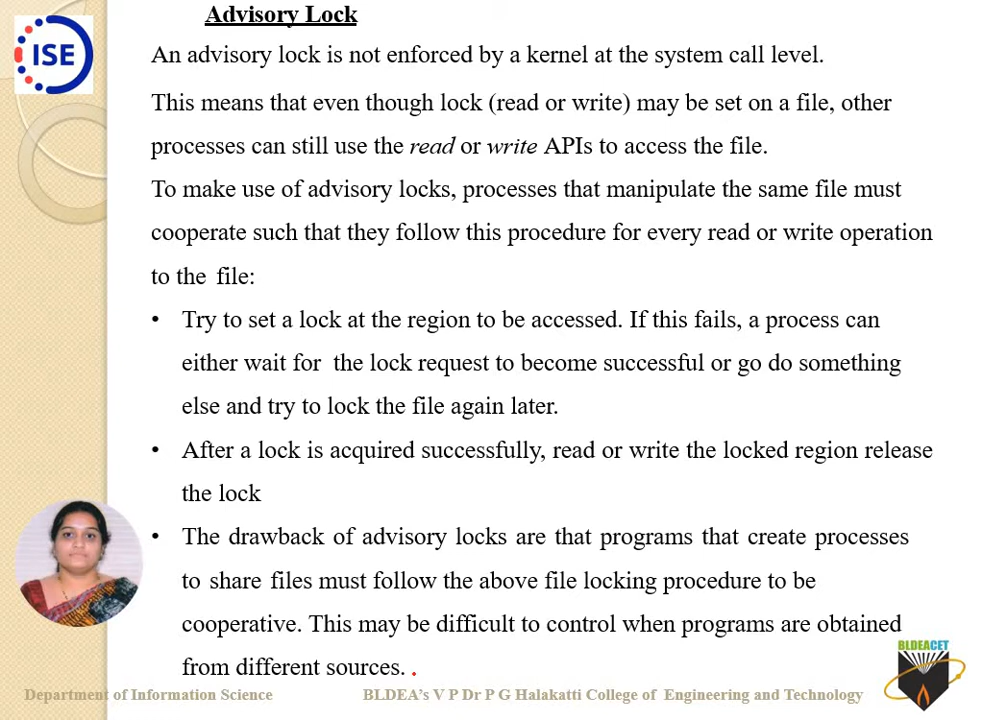 Advisory Lock
ISE
An advisory lock is not enforced by a kernel at the system call level.
This means that even though lock (read or write) may be set on a file, other
processes can still use the read or write APIs to access the file.
To make use of advisory locks, processes that manipulate the same file must
cooperate such that they follow this procedure for every read or write operation
to the file:
• Try to set a lock at the region to be accessed. If this fails, a process can
either wait for the lock request to become successful or go do something
else and try to lock the file again later.
• After a lock is acquired successfully, read or write the locked region release
the lock
• The drawback of advisory locks are that programs that create processes
to share files must follow the above file locking procedure to be
cooperative. This may be difficult to control when programs are obtained
from different sources. .
BLDEACET
Department of Information Science BLDEA's V P Dr P G Halakatti College of Engineering and Technology